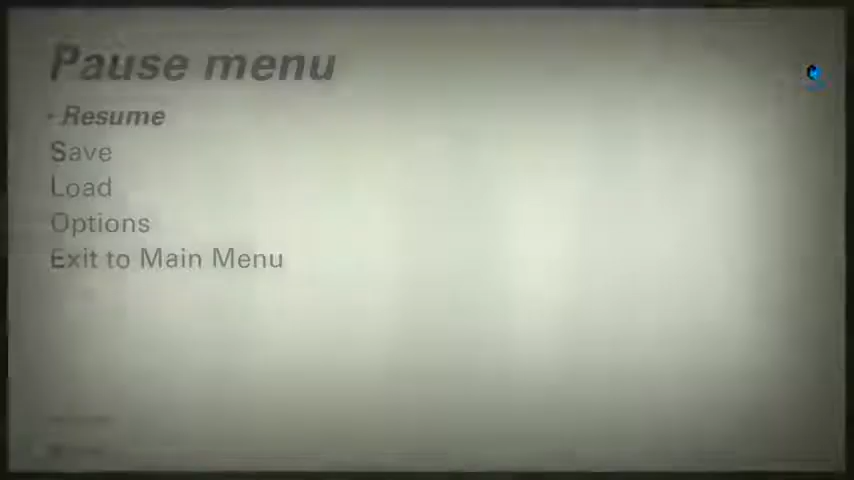 Pause menu
• Resume
Save
Load
Options
Exit to Main Menu